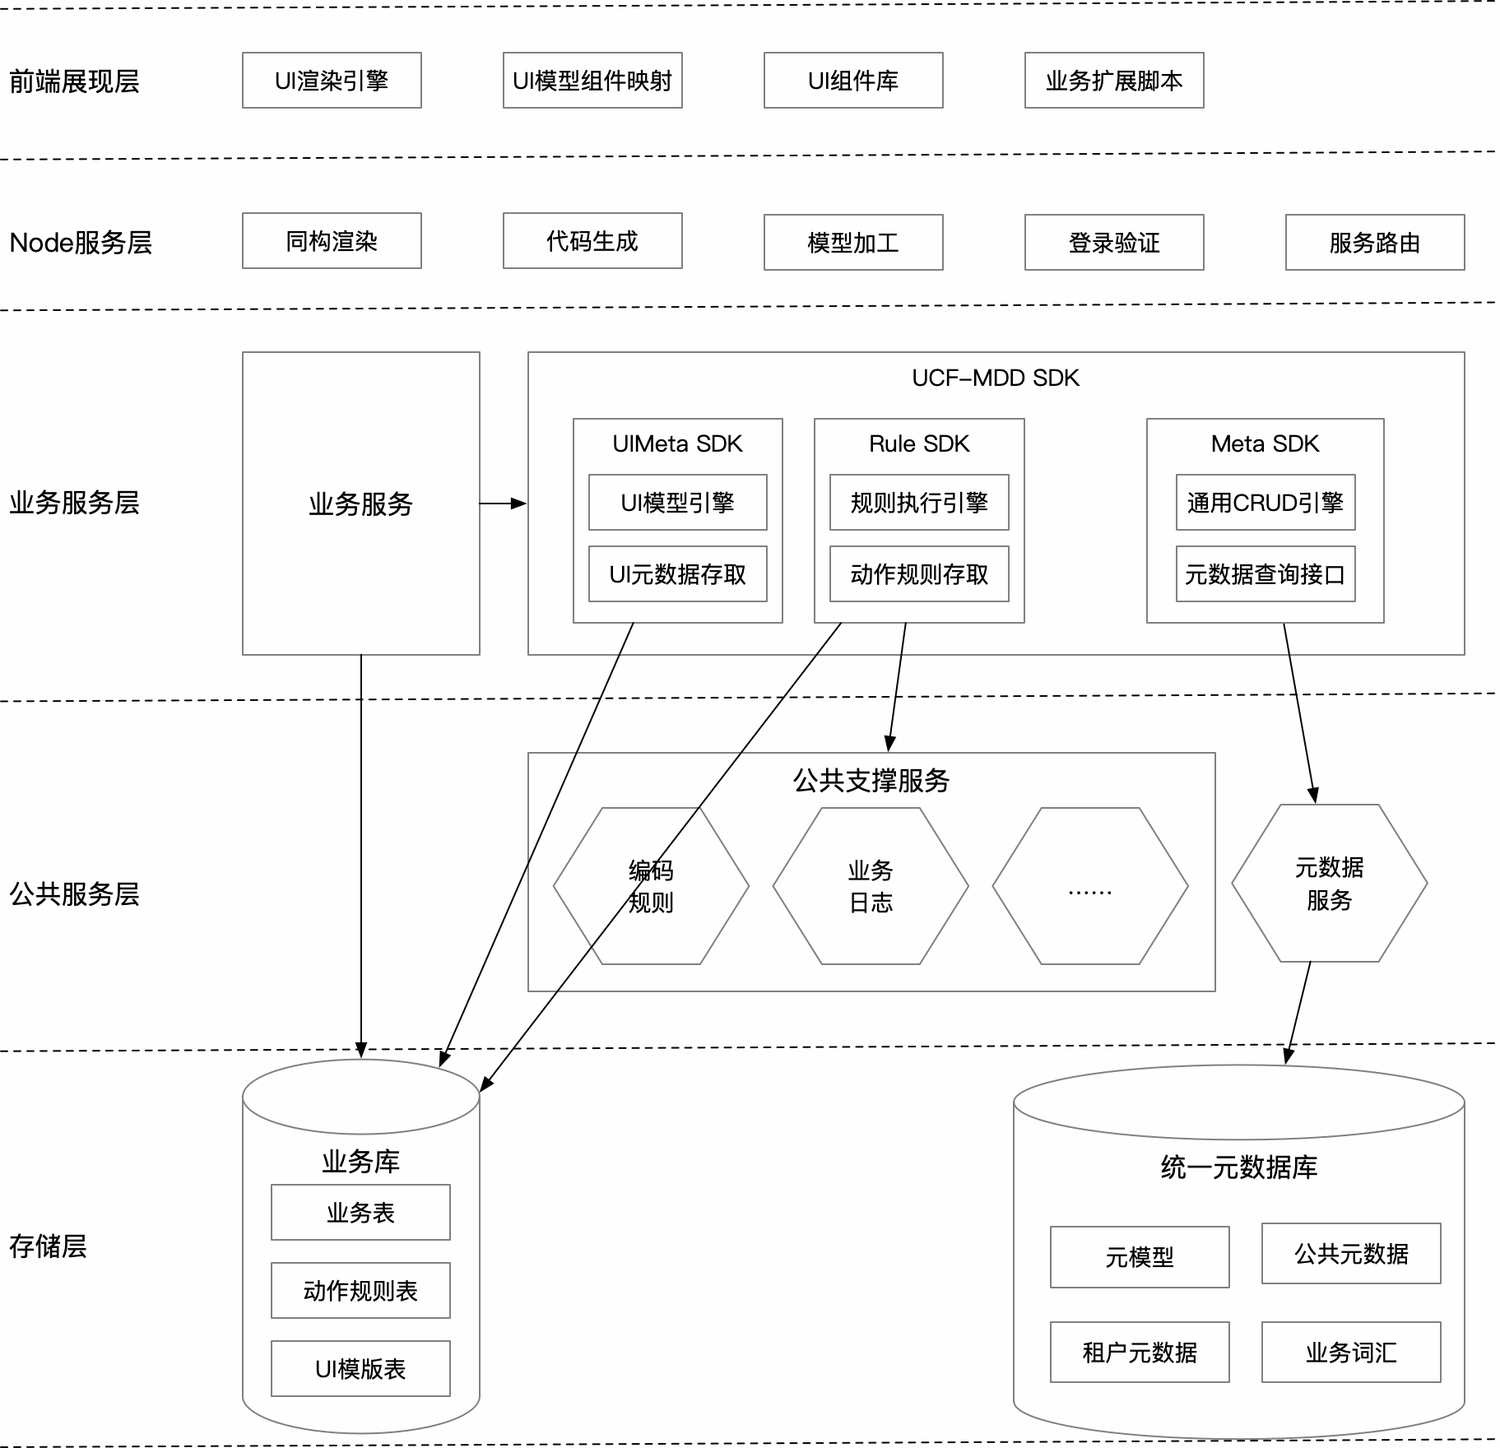 前端展现层
UI渲染引擎
UI模型组件映射
UI组件库
业务扩展脚本
Node服务层
同构渲染
代码生成
模型加工
登录验证
服务路由
业务服务层
业务服务
UCF-MDD SDK
UIMeta SDK
UI模型引擎
UI元数据存取
Rule SDK
规则执行引擎
动作规则存取
Meta SDK
通用CRUD引擎
元数据查询接口
公共服务层
公共支撑服务
编码
规则
业务
日志
......
元数据
服务
存储层
业务库
业务表
动作规则表
UI模版表
统一元数据库
元模型
公共元数据
租户元数据
业务词汇